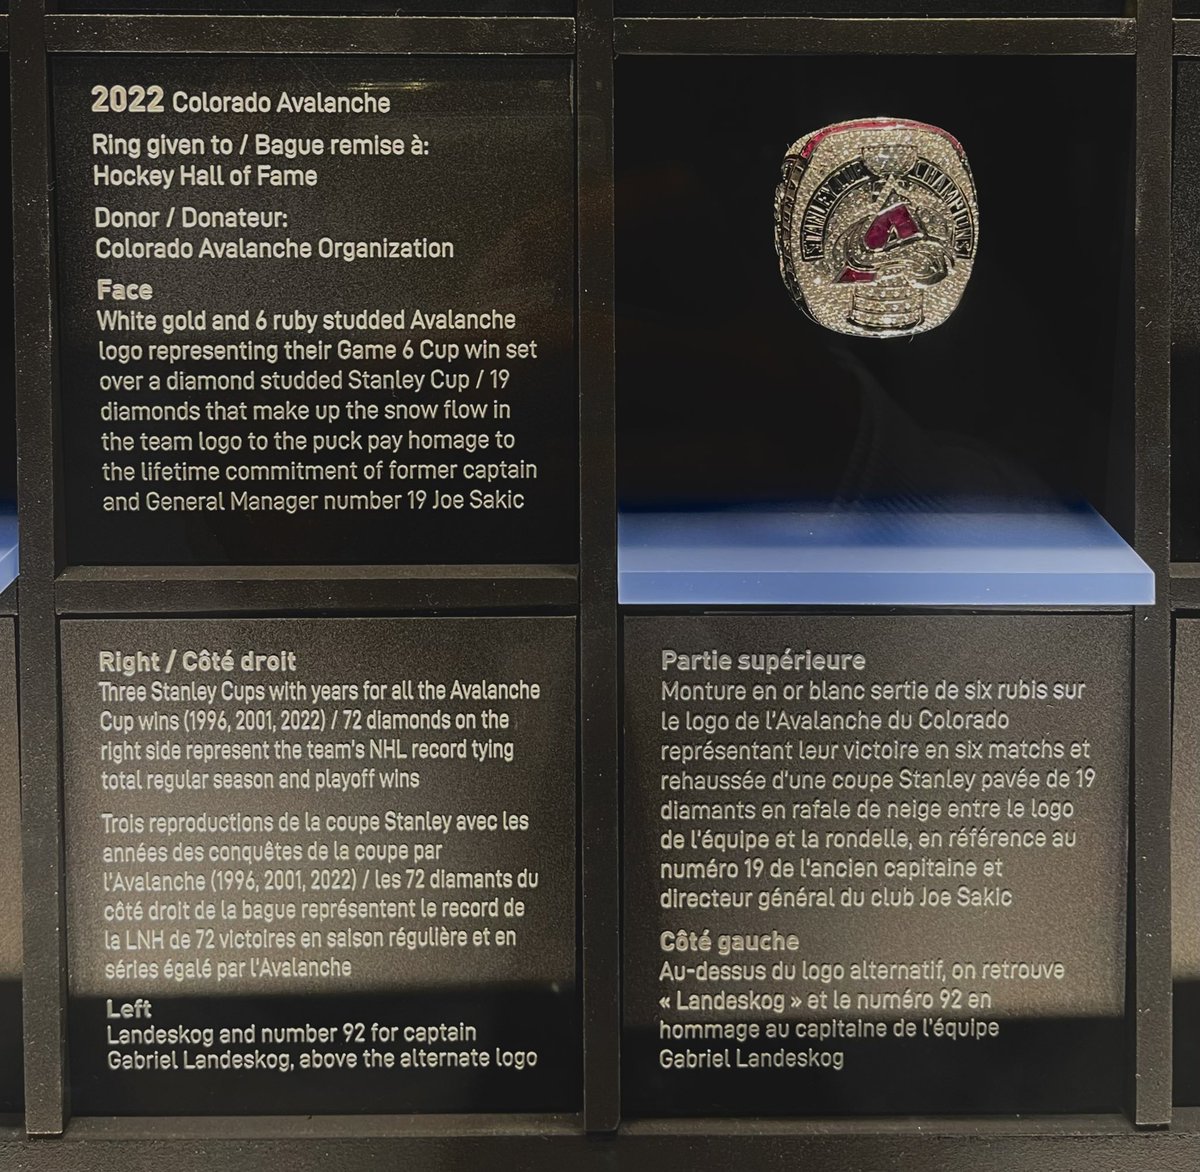 2022 Colorado Avalanche
Ring given to / Bague remise à:
Hockey Hall of Fame
Donor / Donateur:
Colorado Avalanche Organization
Face
White gold and 6 ruby studded Avalanche
logo representing their Game 6 Cup win set
over a diamond studded Stanley Cup / 19
diamonds that make up the snow flow in
the team logo to the puck pay homage to
the lifetime commitment of former captain
and General Manager number 19 Joe Sakic
STANLEY CUP CHAMPIONS
A
Right / Côté droit
Three Stanley Cups with years for all the Avalanche
Cup wins (1996, 2001, 2022) / 72 diamonds on the
right side represent the team's NHL record tying
total regular season and playoff wins
Trois reproductions de la coupe Stanley avec les
années des conquêtes de la coupe par
l'Avalanche (1996, 2001, 2022) / les 72 diamants du
côté droit de la bague représentent le record de
la LNH de 72 victoires en saison régulière et en
séries égalé par l'Avalanche
Left
Landeskog and number 92 for captain
Gabriel Landeskog, above the alternate logo
Partie supérieure
Monture en or blanc sertie de six rubis sur
le logo de l'Avalanche du Colorado
représentant leur victoire en six matchs et
rehaussée d'une coupe Stanley pavée de 19
diamants en rafale de neige entre le logo
de l'équipe et la rondelle, en référence au
numéro 19 de l'ancien capitaine et
directeur général du club Joe Sakic
Côté gauche
Au-dessus du logo alternatif, on retrouve
« Landeskog » et le numéro 92 en
hommage au capitaine de l'équipe
Gabriel Landeskog